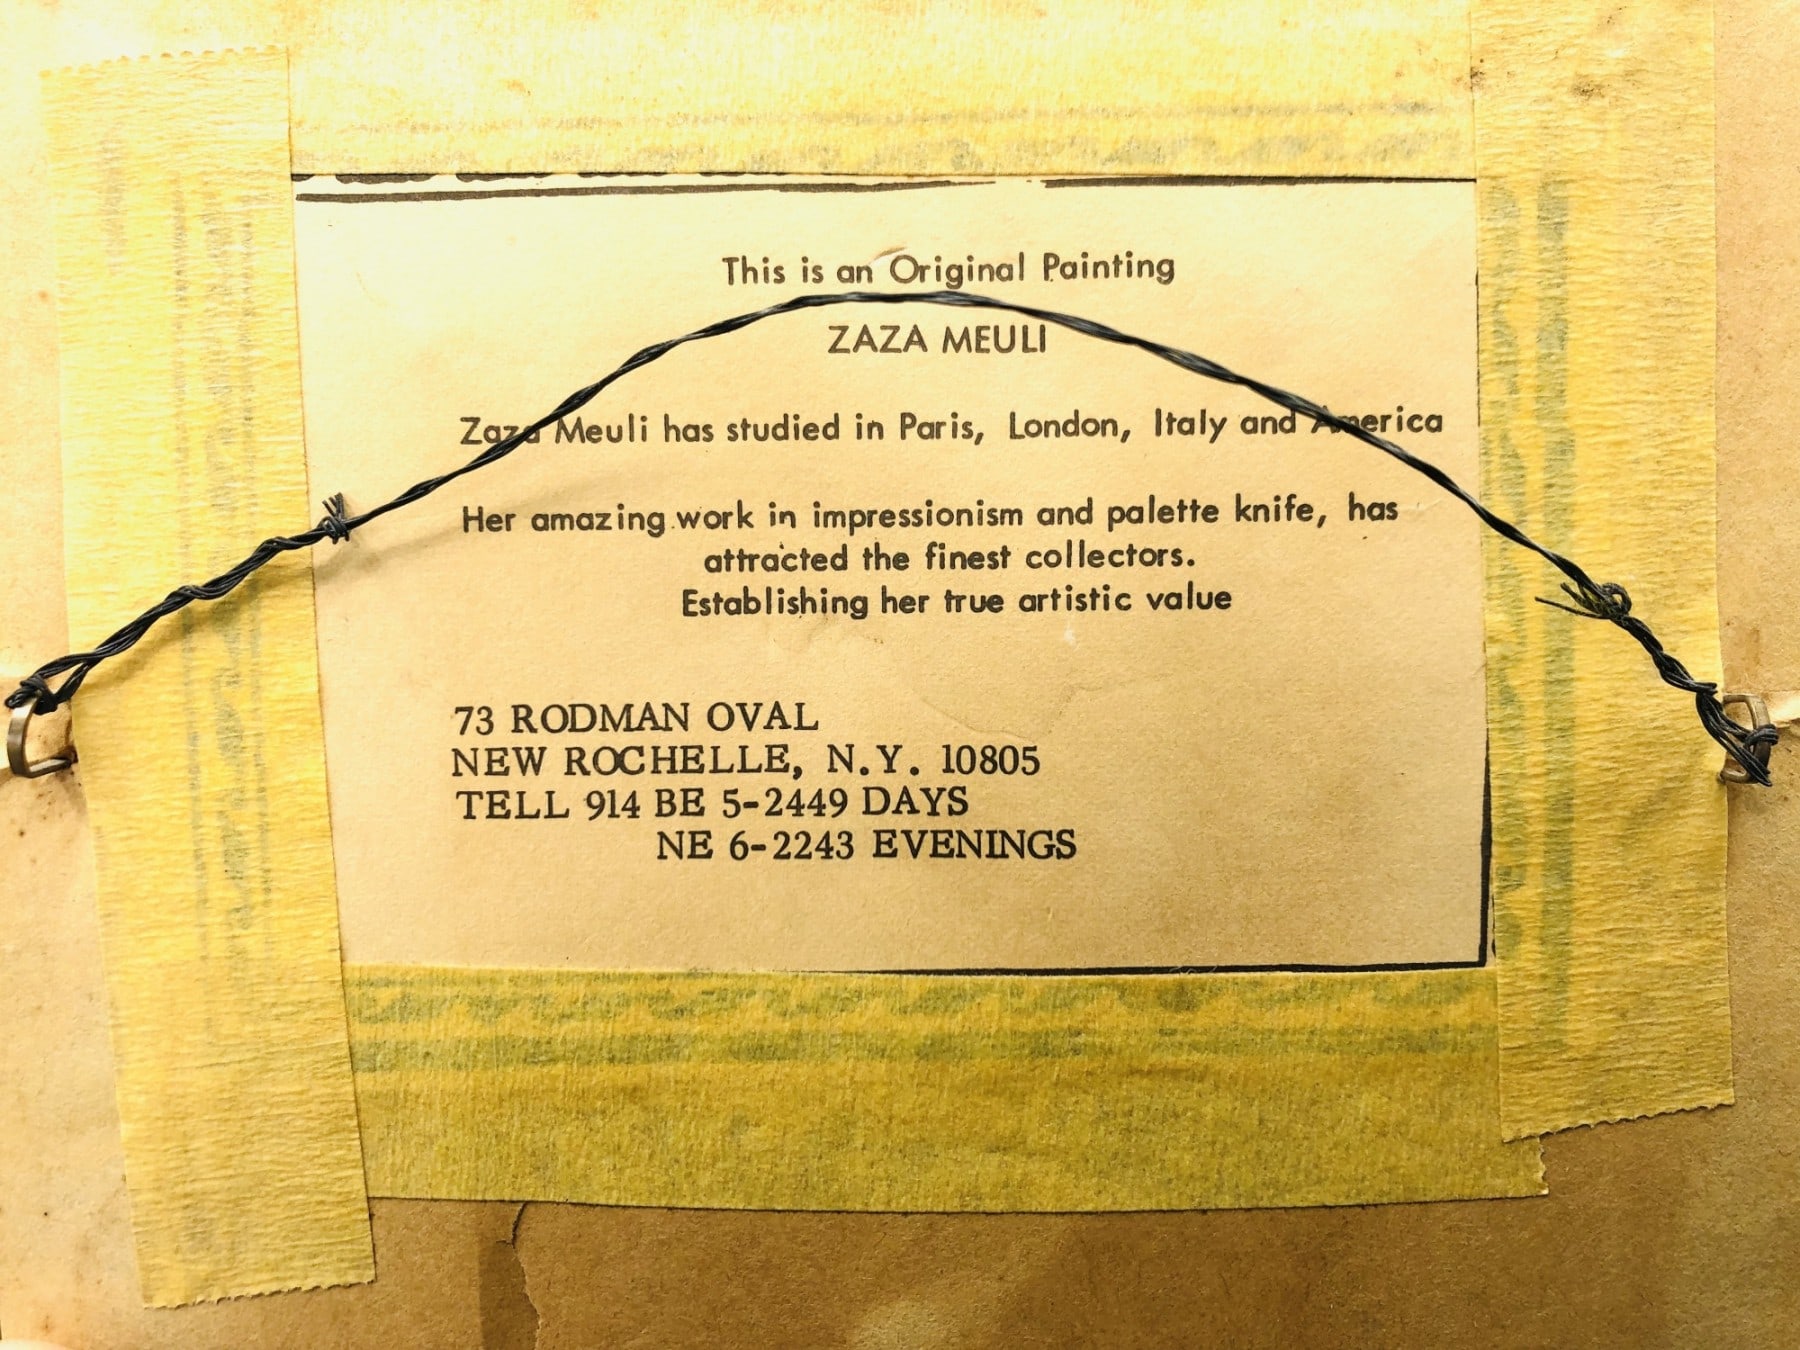 This is an Original Painting
ZAZA MEULI
Zaza Meuli has studied in Paris, London, Italy and America
Her amazing work in impressionism and palette knife, has
attracted the finest collectors.
Establishing her true artistic value
73 RODMAN OVAL
NEW ROCHELLE, N.Y. 10805
TELL 914 BE 5-2449 DAYS
NE 6-2243 EVENINGS